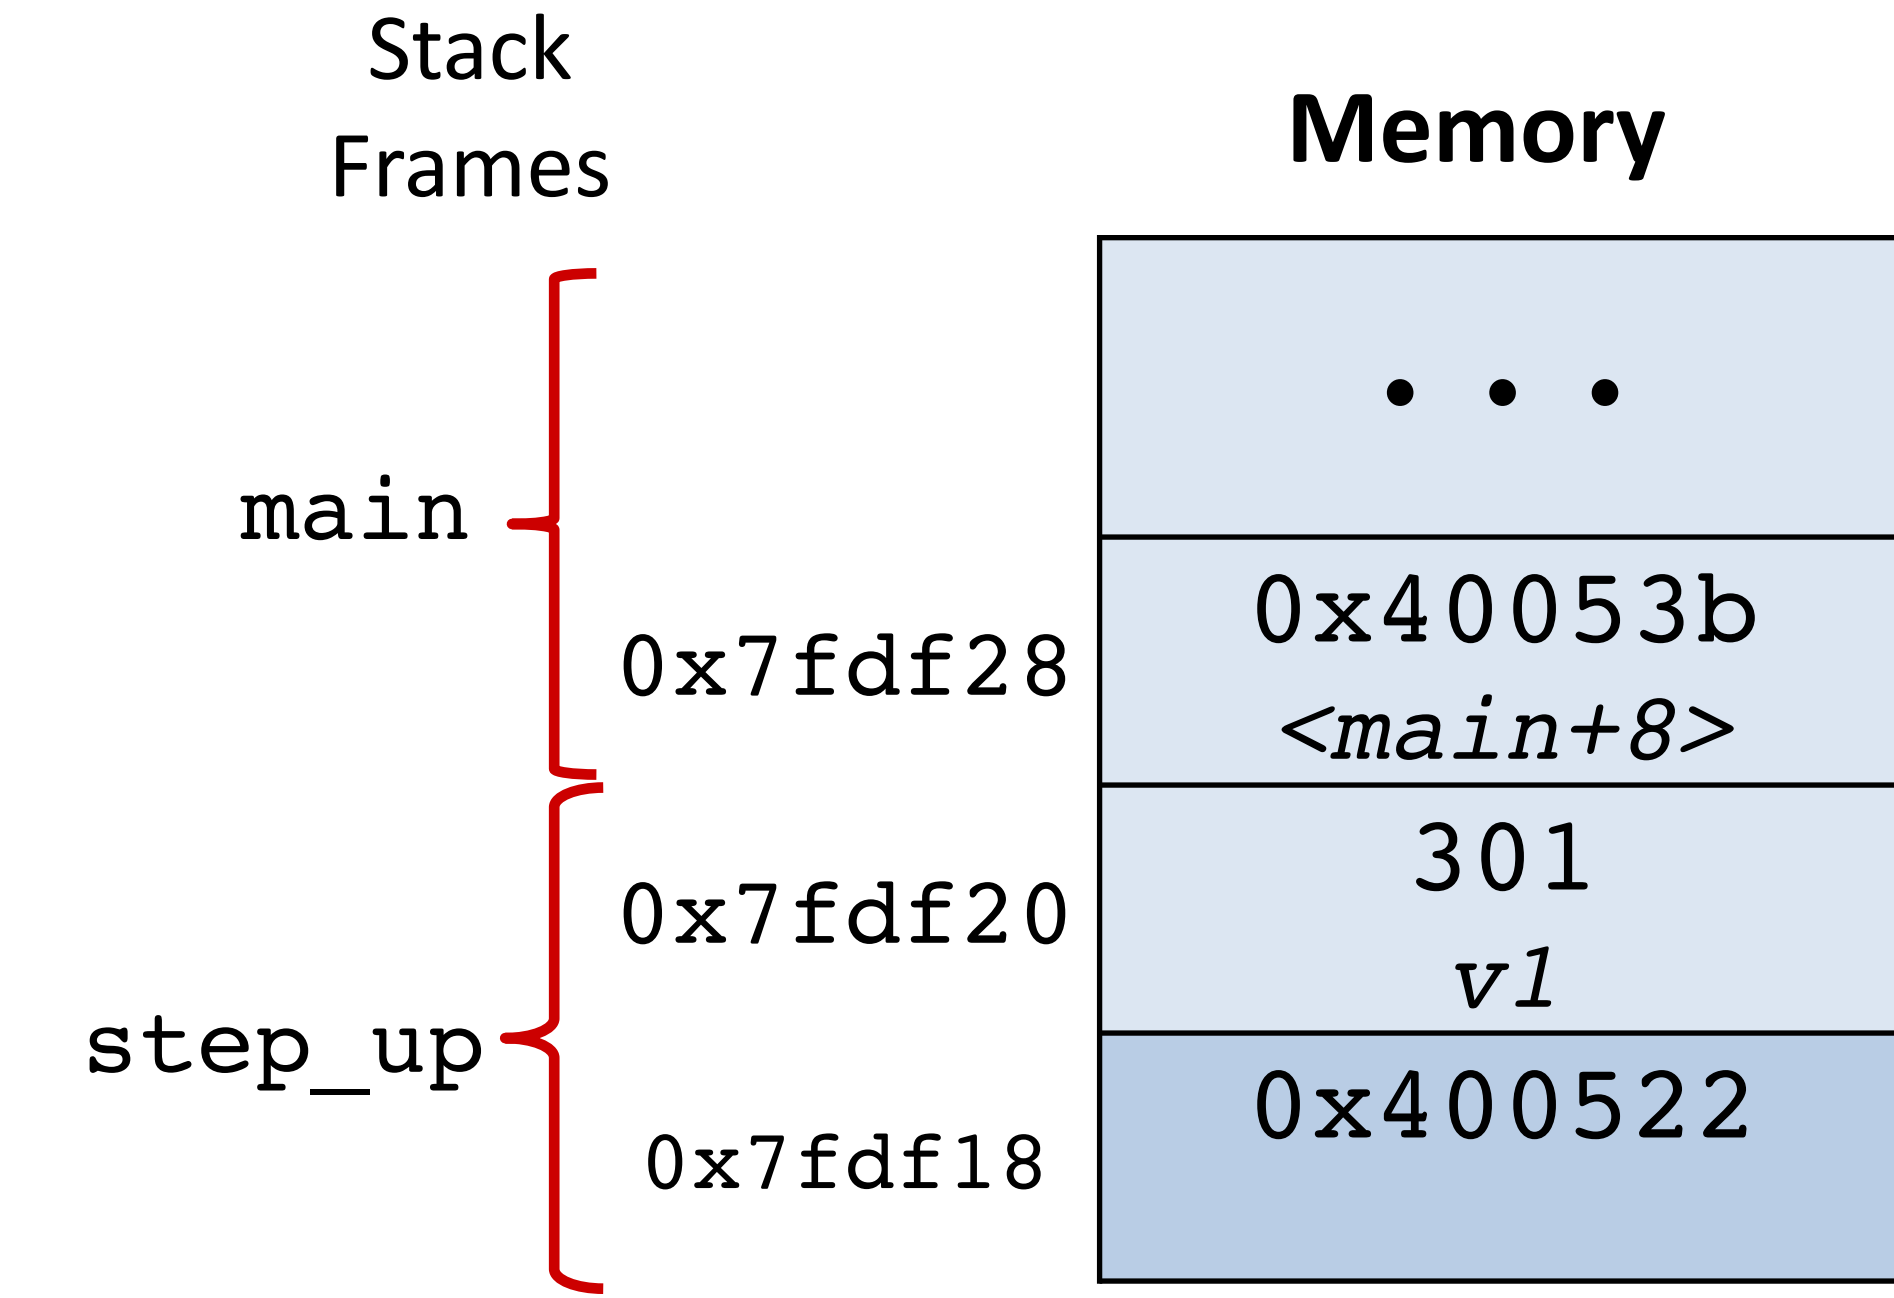 Stack
Frames
Memory
• • •
main
0x7fdf28
0x40053b
<main+8>
0x7fdf20
301
v1
step_up
0x7fdf18
0x400522